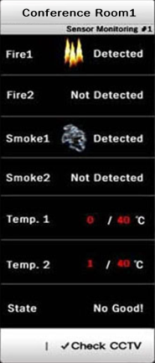 Conference Room1
Sensor Monitoring #1
Fire1 Detected
Fire2 Not Detected
Smoke1 Detected
Smoke2 Not Detected
Temp. 1 0 / 40 °C
Temp. 2 1 / 40 °C
State No Good!
| ✓Check CCTV